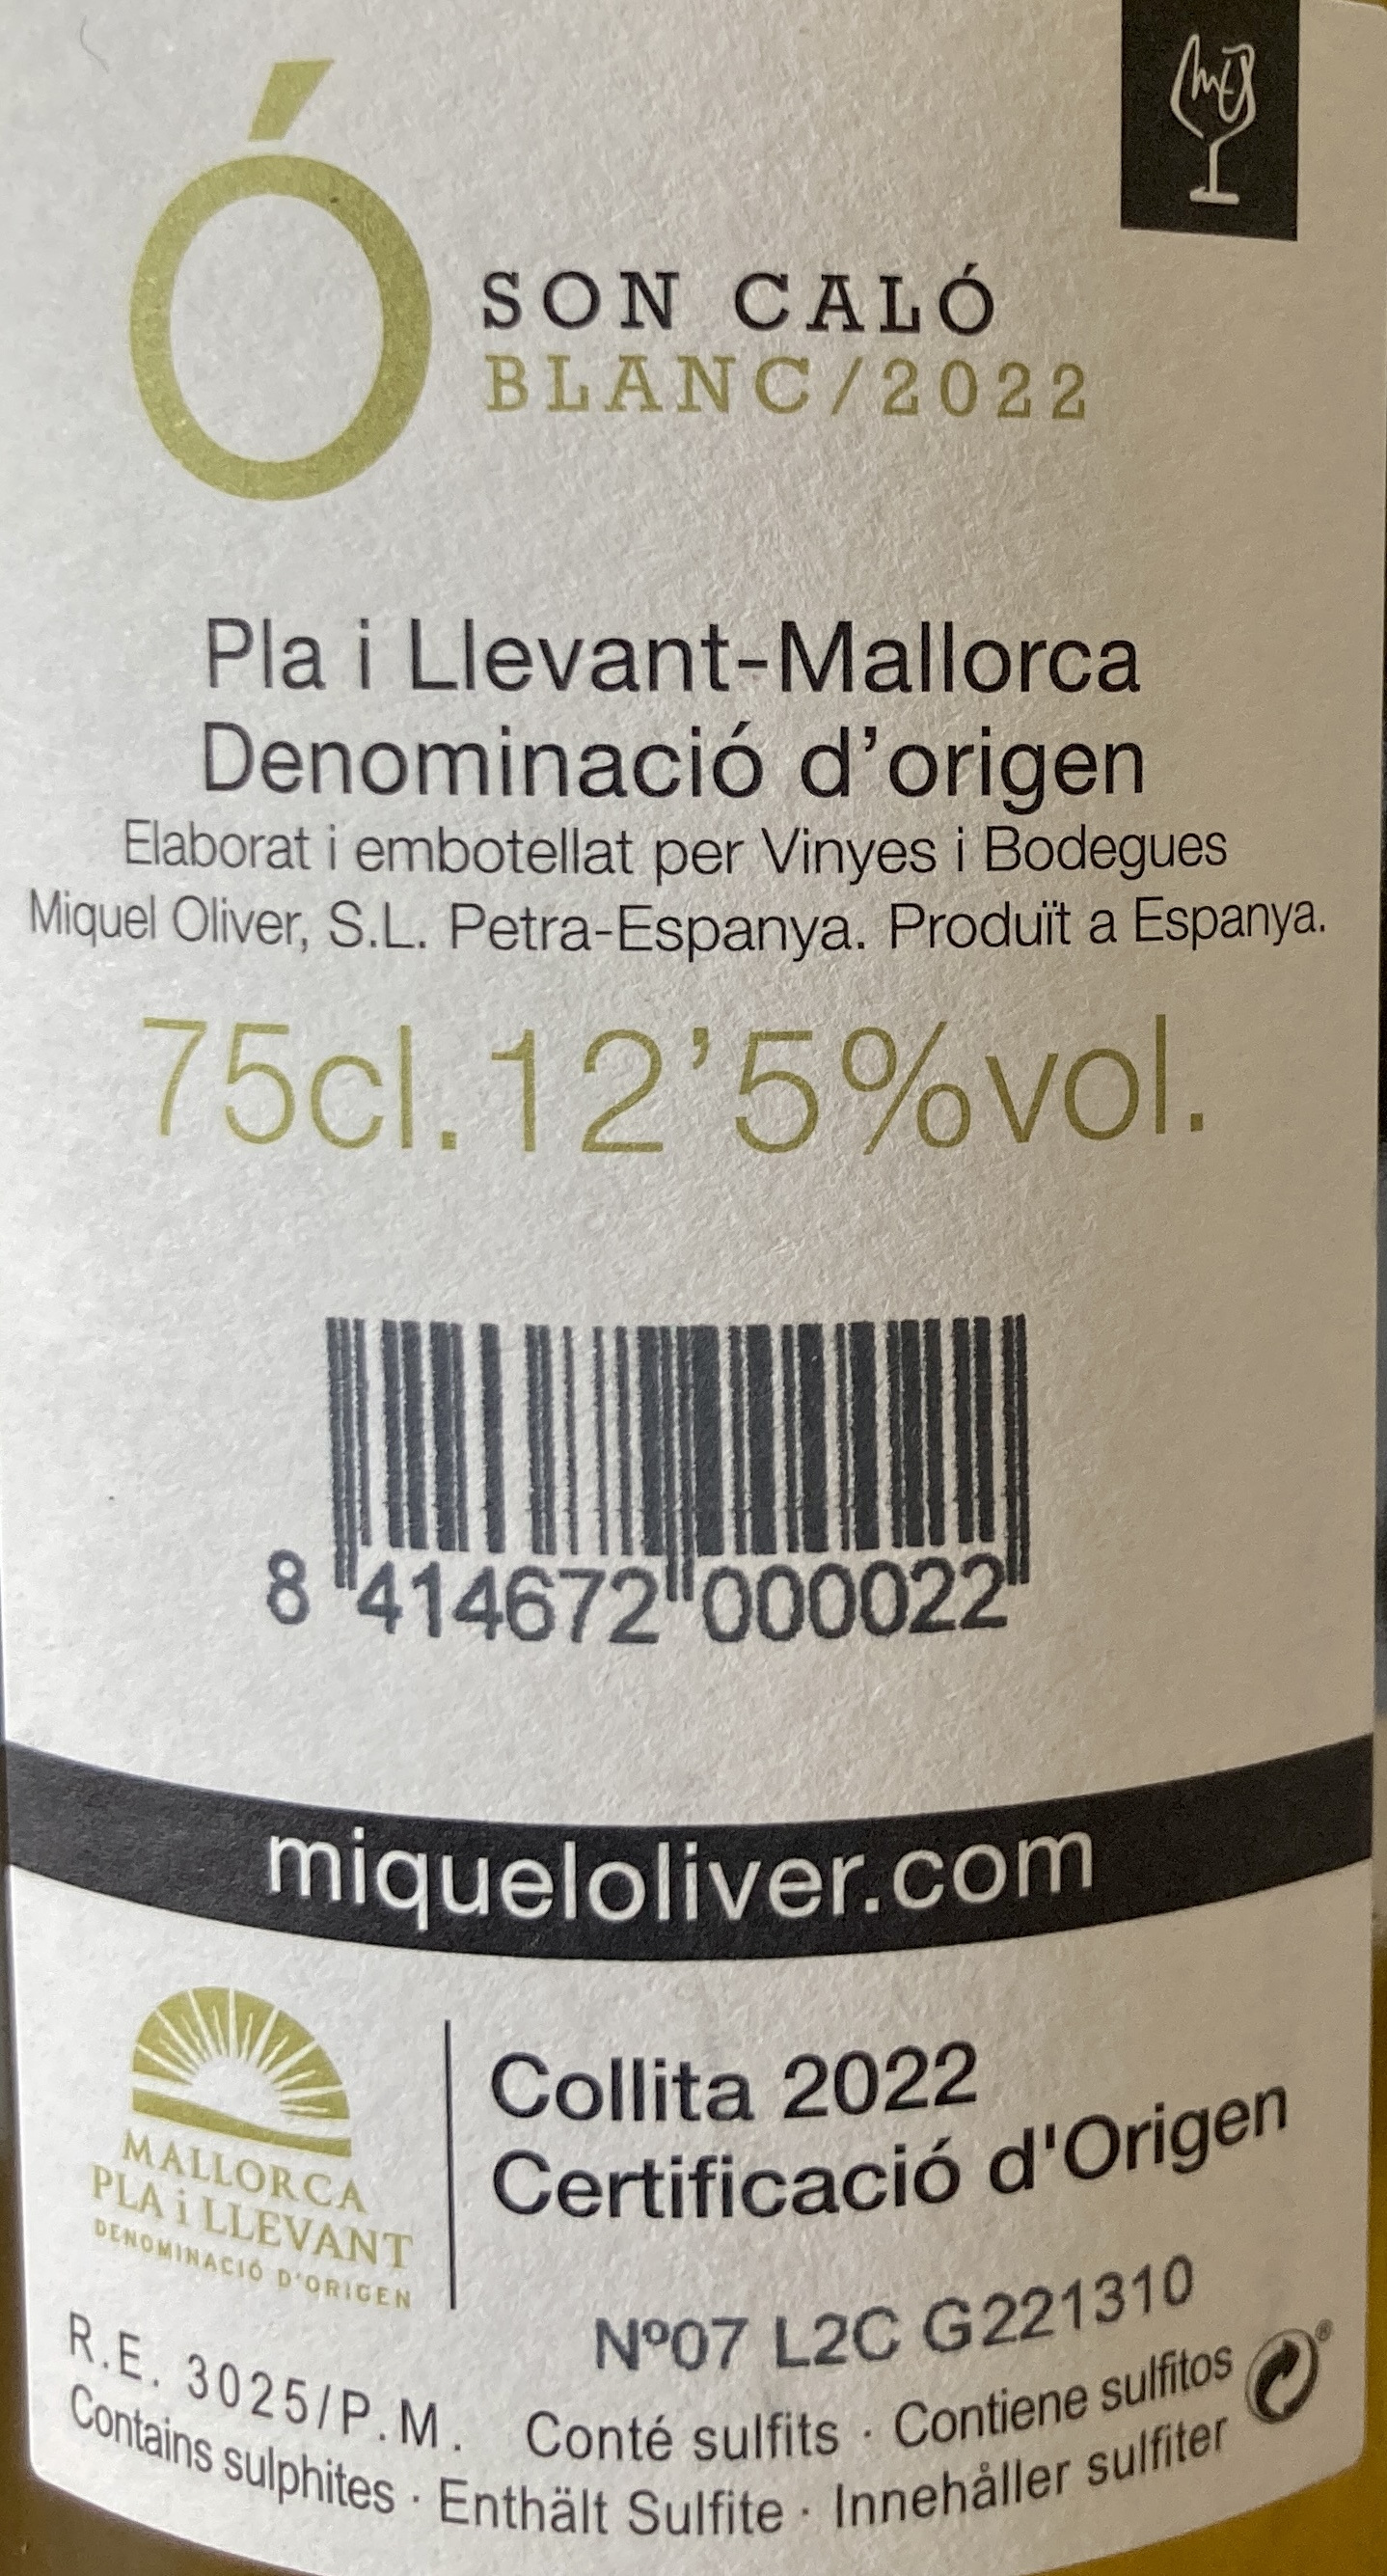 Ó
SON CALÓ
BLANC/2022
Pla i Llevant-Mallorca
Denominació d’origen
Elaborat i embotellat per Vinyes i Bodegues
Miquel Oliver, S.L. Petra-Espanya. Produït a Espanya.
75cl. 12’5%vol.
8 414672 000022
miqueloliver.com
MALLORCA
PLA i LLEVANT
DENOMINACIÓ D'ORIGEN
Collita 2022
Certificació d'Origen
Nº07 L2C G221310
R.E. 3025/P.M.
Conté sulfits · Contiene sulfitos
Contains sulphites · Enthält Sulfite · Innehåller sulfiter